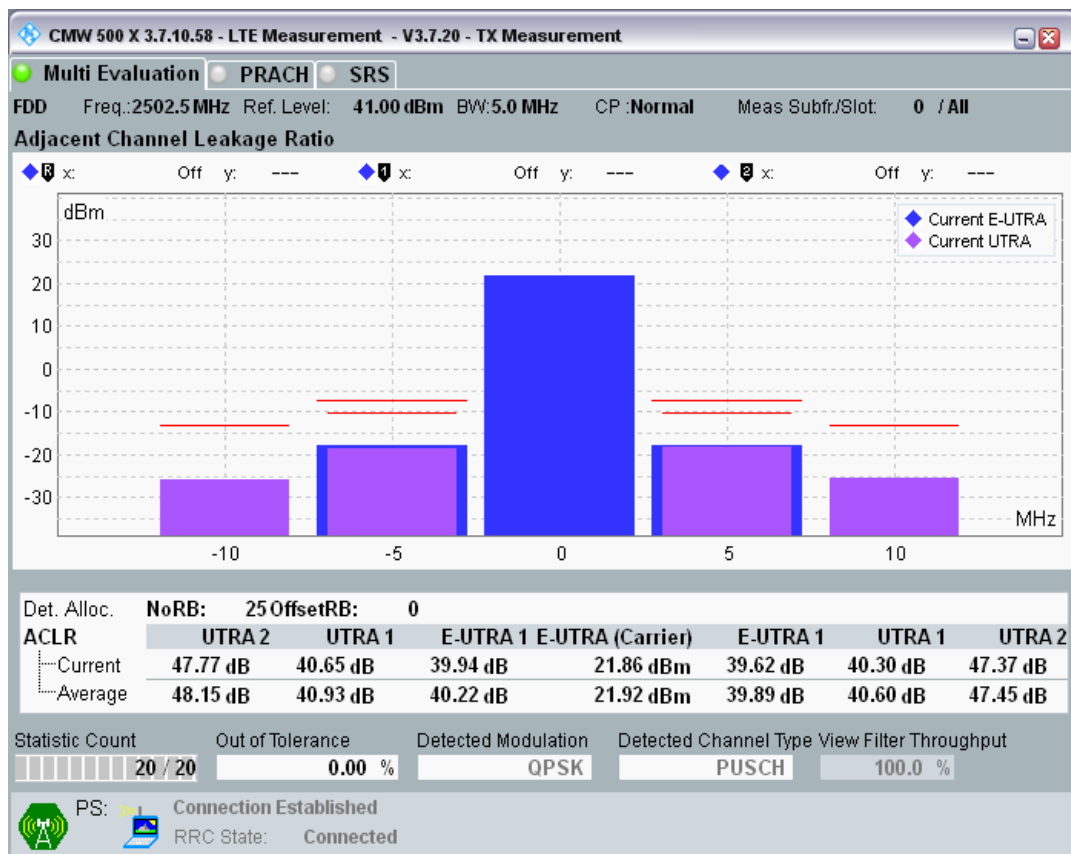 CMW 500 X 3.7.10.58 - LTE Measurement - V3.7.20 - TX Measurement
Multi Evaluation PRACH SRS
FDD Freq.:2502.5 MHz Ref. Level: 41.00 dBm BW:5.0 MHz CP :Normal Meas Subfr./Slot: 0 / All
Adjacent Channel Leakage Ratio
R x: Off y: --- 1 x: Off y: --- 2 x: Off y: ---
dBm
Current E-UTRA
Current UTRA
30
20
10
0
-10
-20
-30
MHz
-10 -5 0 5 10
Det. Alloc. NoRB: 25 OffsetRB: 0
ACLR UTRA 2 UTRA 1 E-UTRA 1 E-UTRA (Carrier) E-UTRA 1 UTRA 1 UTRA 2
Current 47.77 dB 40.65 dB 39.94 dB 21.86 dBm 39.62 dB 40.30 dB 47.37 dB
Average 48.15 dB 40.93 dB 40.22 dB 21.92 dBm 39.89 dB 40.60 dB 47.45 dB
Statistic Count Out of Tolerance Detected Modulation Detected Channel Type View Filter Throughput
20 / 20 0.00 % QPSK PUSCH 100.0 %
PS: Connection Established
RRC State: Connected